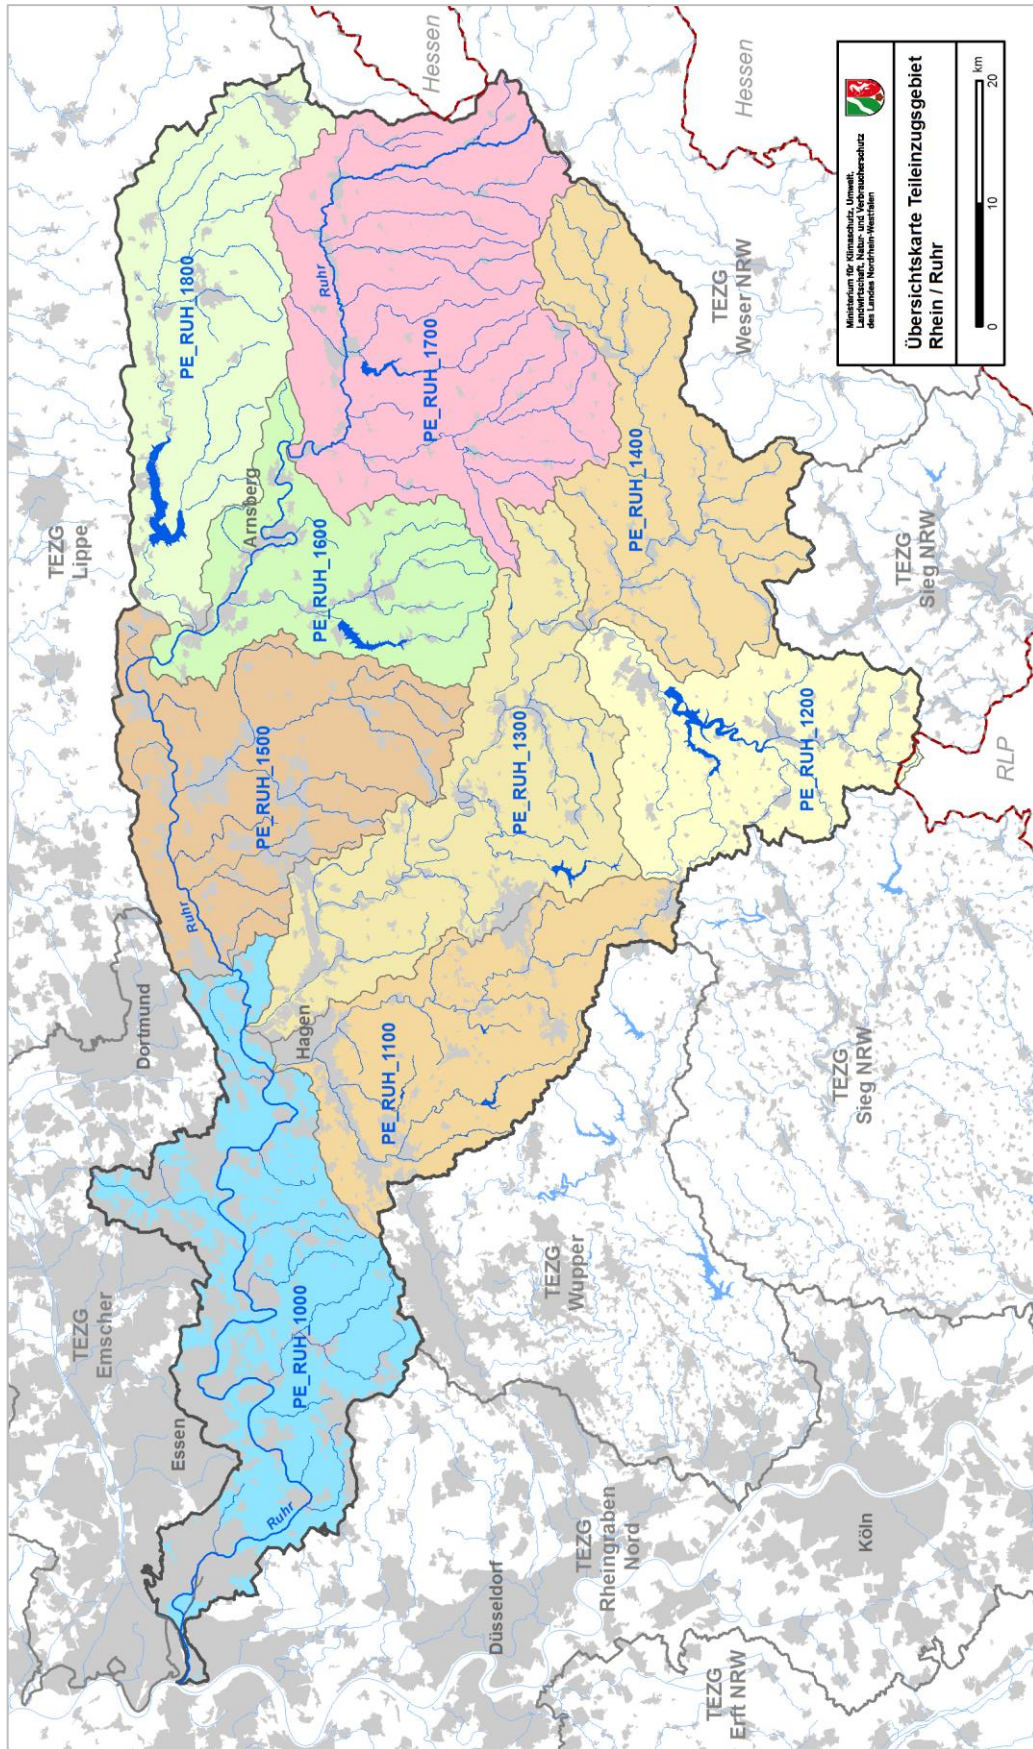 TEZG
Lippe
Hessen
Hessen
PE_RUH_1800
Ruhr
PE_RUH_1700
Arnsberg
PE_RUH_1600
PE_RUH_1400
TEZG
Weser NRW
TEZG
Sieg NRW
PE_RUH_1500
PE_RUH_1300
PE_RUH_1200
RLP
Ruhr
Dortmund
Hagen
PE_RUH_1100
TEZG
Sieg NRW
TEZG
Emscher
PE_RUH_1000
TEZG
Wupper
Essen
Ruhr
Düsseldorf
TEZG
Rheingraben
Nord
Köln
TEZG
Erft NRW
Ministerium für Klimaschutz, Umwelt,
Landwirtschaft, Natur- und Verbraucherschutz
des Landes Nordrhein-Westfalen
Übersichtskarte Teileinzugsgebiet
Rhein / Ruhr
km
0 10 20